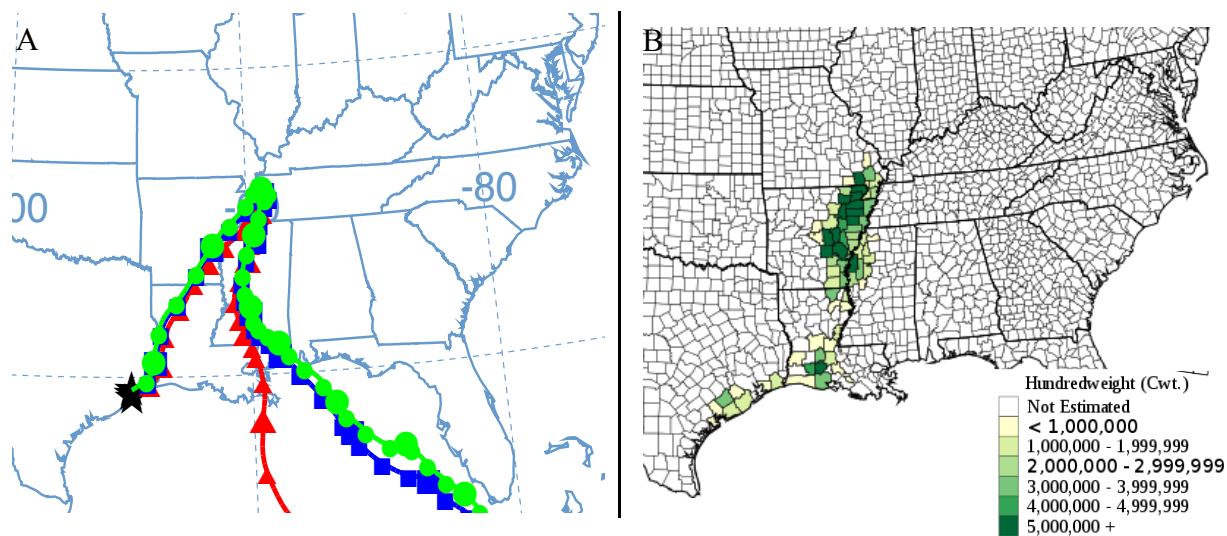 A
B
-80
00
Hundredweight (Cwt.)
Not Estimated
< 1,000,000
1,000,000 - 1,999,999
2,000,000 - 2,999,999
3,000,000 - 3,999,999
4,000,000 - 4,999,999
5,000,000 +